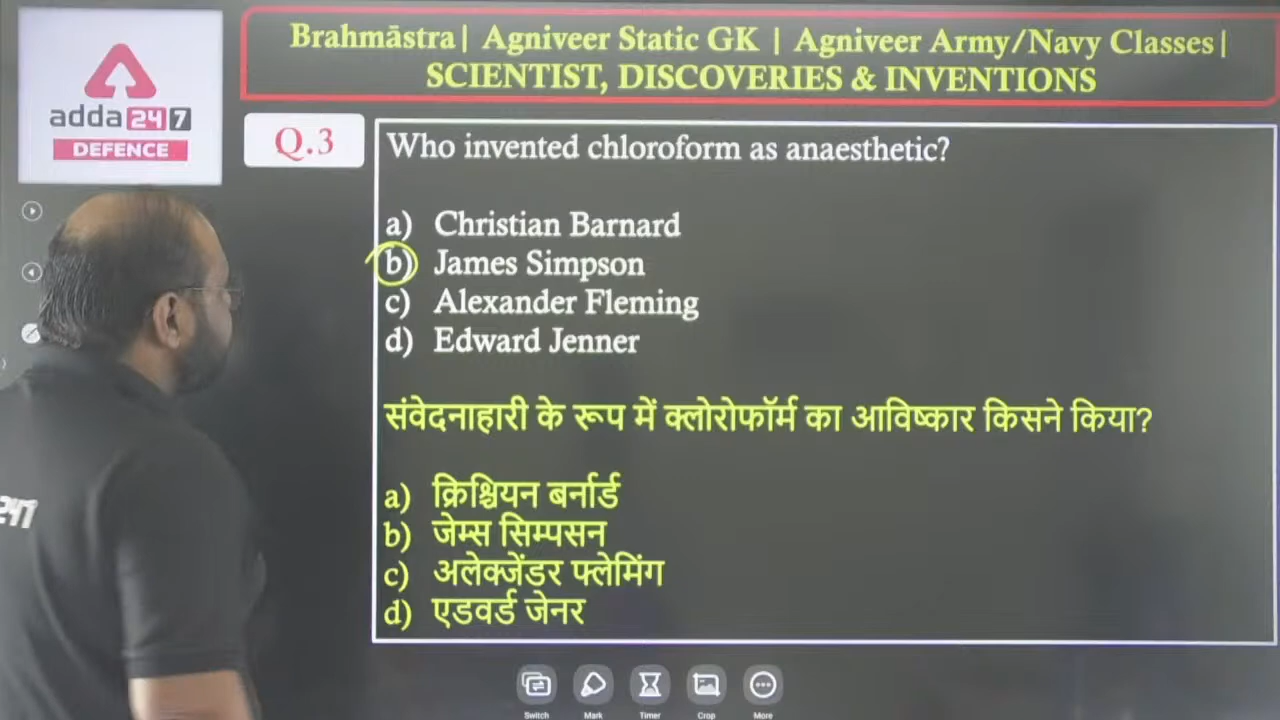 Brahmāstra| Agniveer Static GK | Agniveer Army/Navy Classes|
SCIENTIST, DISCOVERIES & INVENTIONS
adda 24 7
DEFENCE
Q.3
Who invented chloroform as anaesthetic?
a) Christian Barnard
b) James Simpson
c) Alexander Fleming
d) Edward Jenner
संवेदनाहारी के रूप में क्लोरोफॉर्म का आविष्कार किसने किया?
a) क्रिश्चियन बर्नार्ड
b) जेम्स सिम्पसन
c) अलेक्जेंडर फ्लेमिंग
d) एडवर्ड जेनर
247
Switch
Mark
Timer
Crop
More